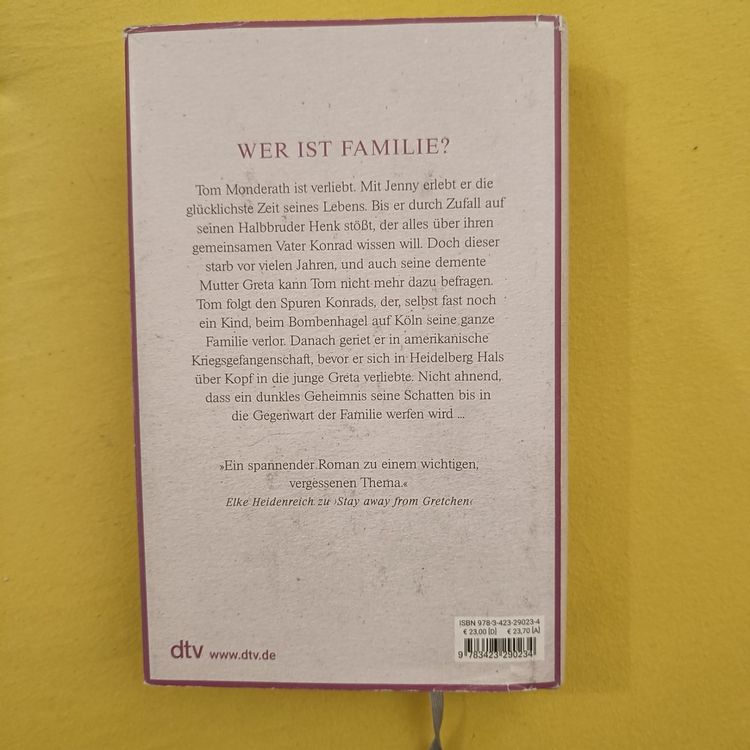 WER IST FAMILIE?
Tom Monderath ist verliebt. Mit Jenny erlebt er die
glücklichste Zeit seines Lebens. Bis er durch Zufall auf
seinen Halbbruder Henk stößt, der alles über ihren
gemeinsamen Vater Konrad wissen will. Doch dieser
starb vor vielen Jahren, und auch seine demente
Mutter Greta kann Tom nicht mehr dazu befragen.
Tom folgt den Spuren Konrads, der, selbst fast noch
ein Kind, beim Bombenhagel auf Köln seine ganze
Familie verlor. Danach geriet er in amerikanische
Kriegsgefangenschaft, bevor er sich in Heidelberg Hals
über Kopf in die junge Greta verliebte. Nicht ahnend,
dass ein dunkles Geheimnis seine Schatten bis in
die Gegenwart der Familie werfen wird ...
»Ein spannender Roman zu einem wichtigen,
vergessenen Thema.«
Elke Heidenreich zu ›Stay away from Gretchen‹
ISBN 978-3-423-29023-4
€ 23,00 [D] € 23,70 [A]
9 783423 290234
dtv www.dtv.de